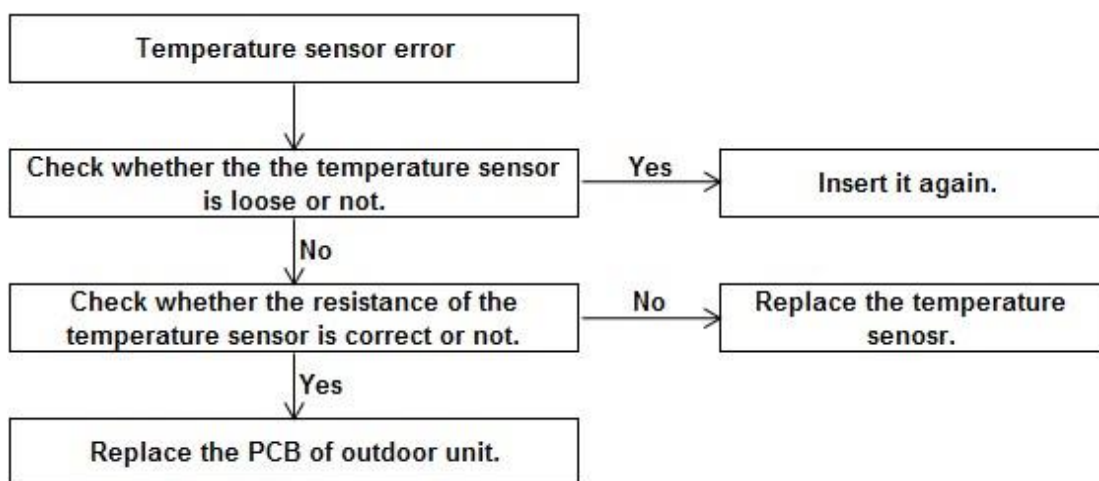 Temperature sensor error
Check whether the the temperature sensor
is loose or not.
Yes
Insert it again.
No
Check whether the resistance of the
temperature sensor is correct or not.
No
Replace the temperature
senosr.
Yes
Replace the PCB of outdoor unit.